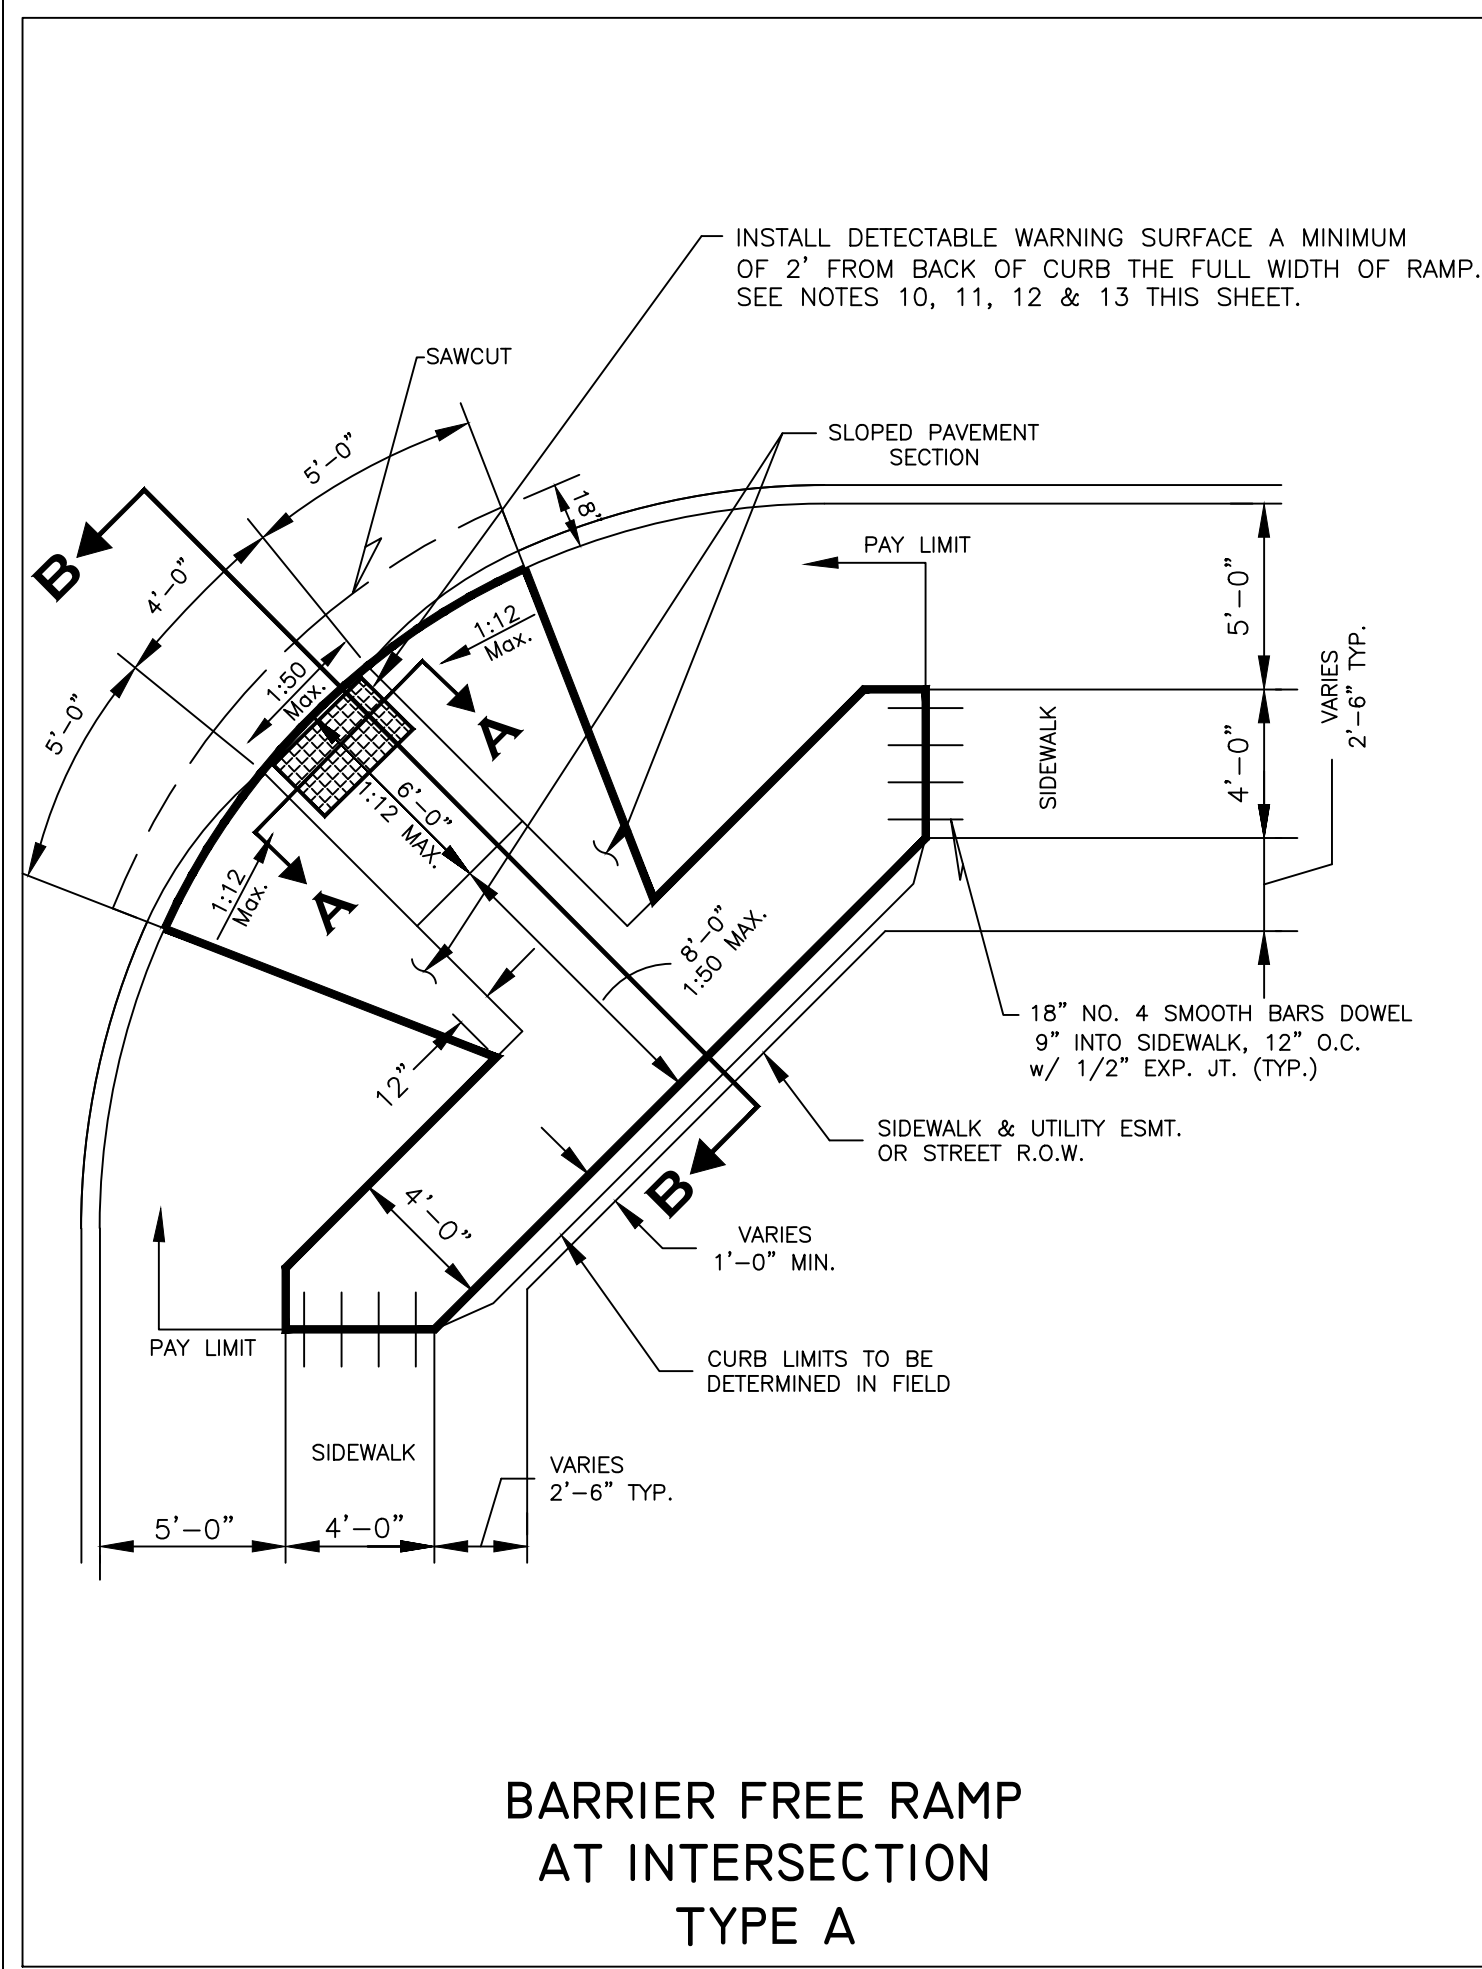 INSTALL DETECTABLE WARNING SURFACE A MINIMUM
OF 2' FROM BACK OF CURB THE FULL WIDTH OF RAMP.
SEE NOTES 10, 11, 12 & 13 THIS SHEET.
SAWCUT
SLOPED PAVEMENT
SECTION
5'-0"
18"
PAY LIMIT
B
4'-0"
5'-0"
1:12
Max.
VARIES
2'-6" TYP.
1:50
Max.
5'-0"
A
SIDEWALK
4'-0"
6'-0"
1:12 MAX.
1:12
Max.
A
8'-0"
1:50 MAX.
18" NO. 4 SMOOTH BARS DOWEL
9" INTO SIDEWALK, 12" O.C.
w/ 1/2" EXP. JT. (TYP.)
12"
SIDEWALK & UTILITY ESMT.
OR STREET R.O.W.
B
4'-0"
VARIES
1'-0" MIN.
PAY LIMIT
CURB LIMITS TO BE
DETERMINED IN FIELD
SIDEWALK
VARIES
2'-6" TYP.
5'-0"
4'-0"
BARRIER FREE RAMP
AT INTERSECTION
TYPE A